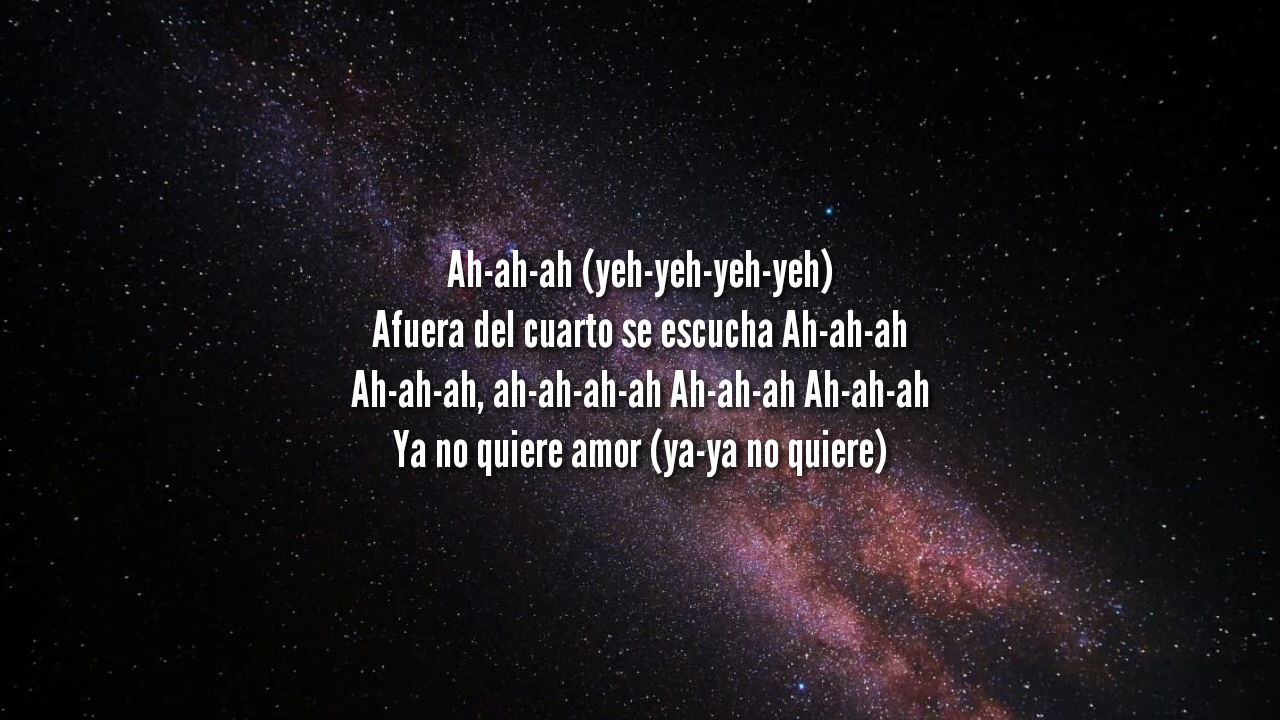 Ah-ah-ah (yeh-yeh-yeh-yeh)
Afuera del cuarto se escucha Ah-ah-ah
Ah-ah-ah, ah-ah-ah-ah Ah-ah-ah Ah-ah-ah
Ya no quiere amor (ya-ya no quiere)